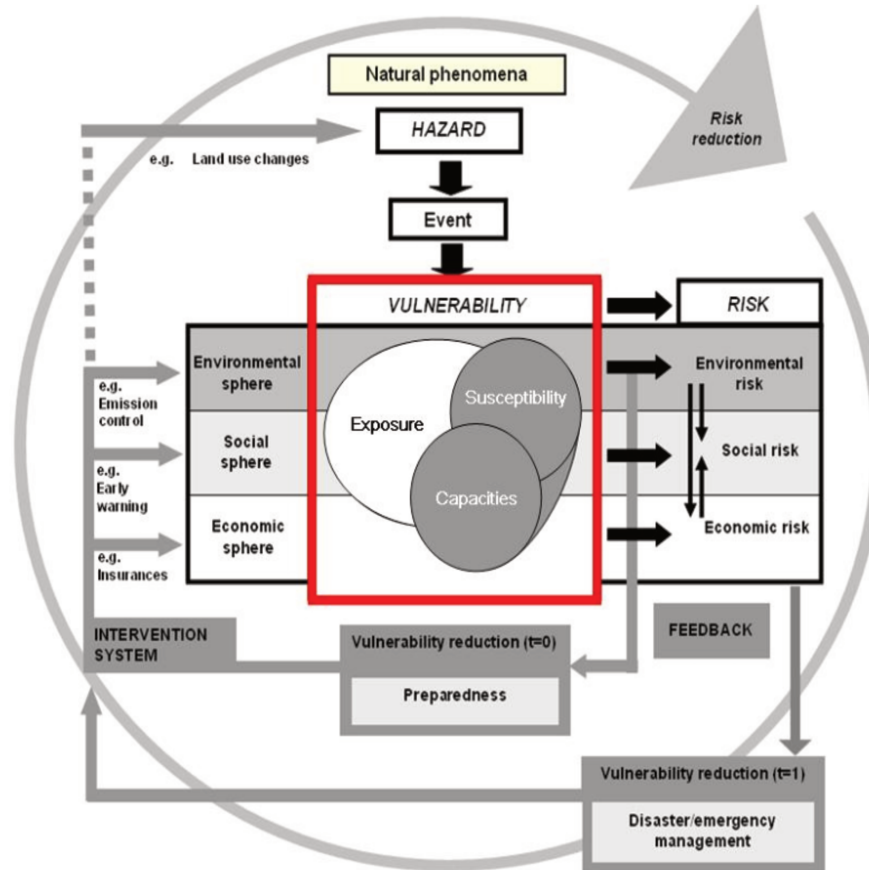 Natural phenomena
HAZARD
Risk
reduction
e.g. Land use changes
Event
VULNERABILITY
RISK
Environmental
sphere
Susceptibility
Environmental
risk
e.g.
Emission
control
Exposure
Social
sphere
Social risk
e.g.
Early
warning
Capacities
Economic
sphere
Economic risk
e.g.
Insurances
INTERVENTION
SYSTEM
Vulnerability reduction (t=0)
FEEDBACK
Preparedness
Vulnerability reduction (t=1)
Disaster/emergency
management